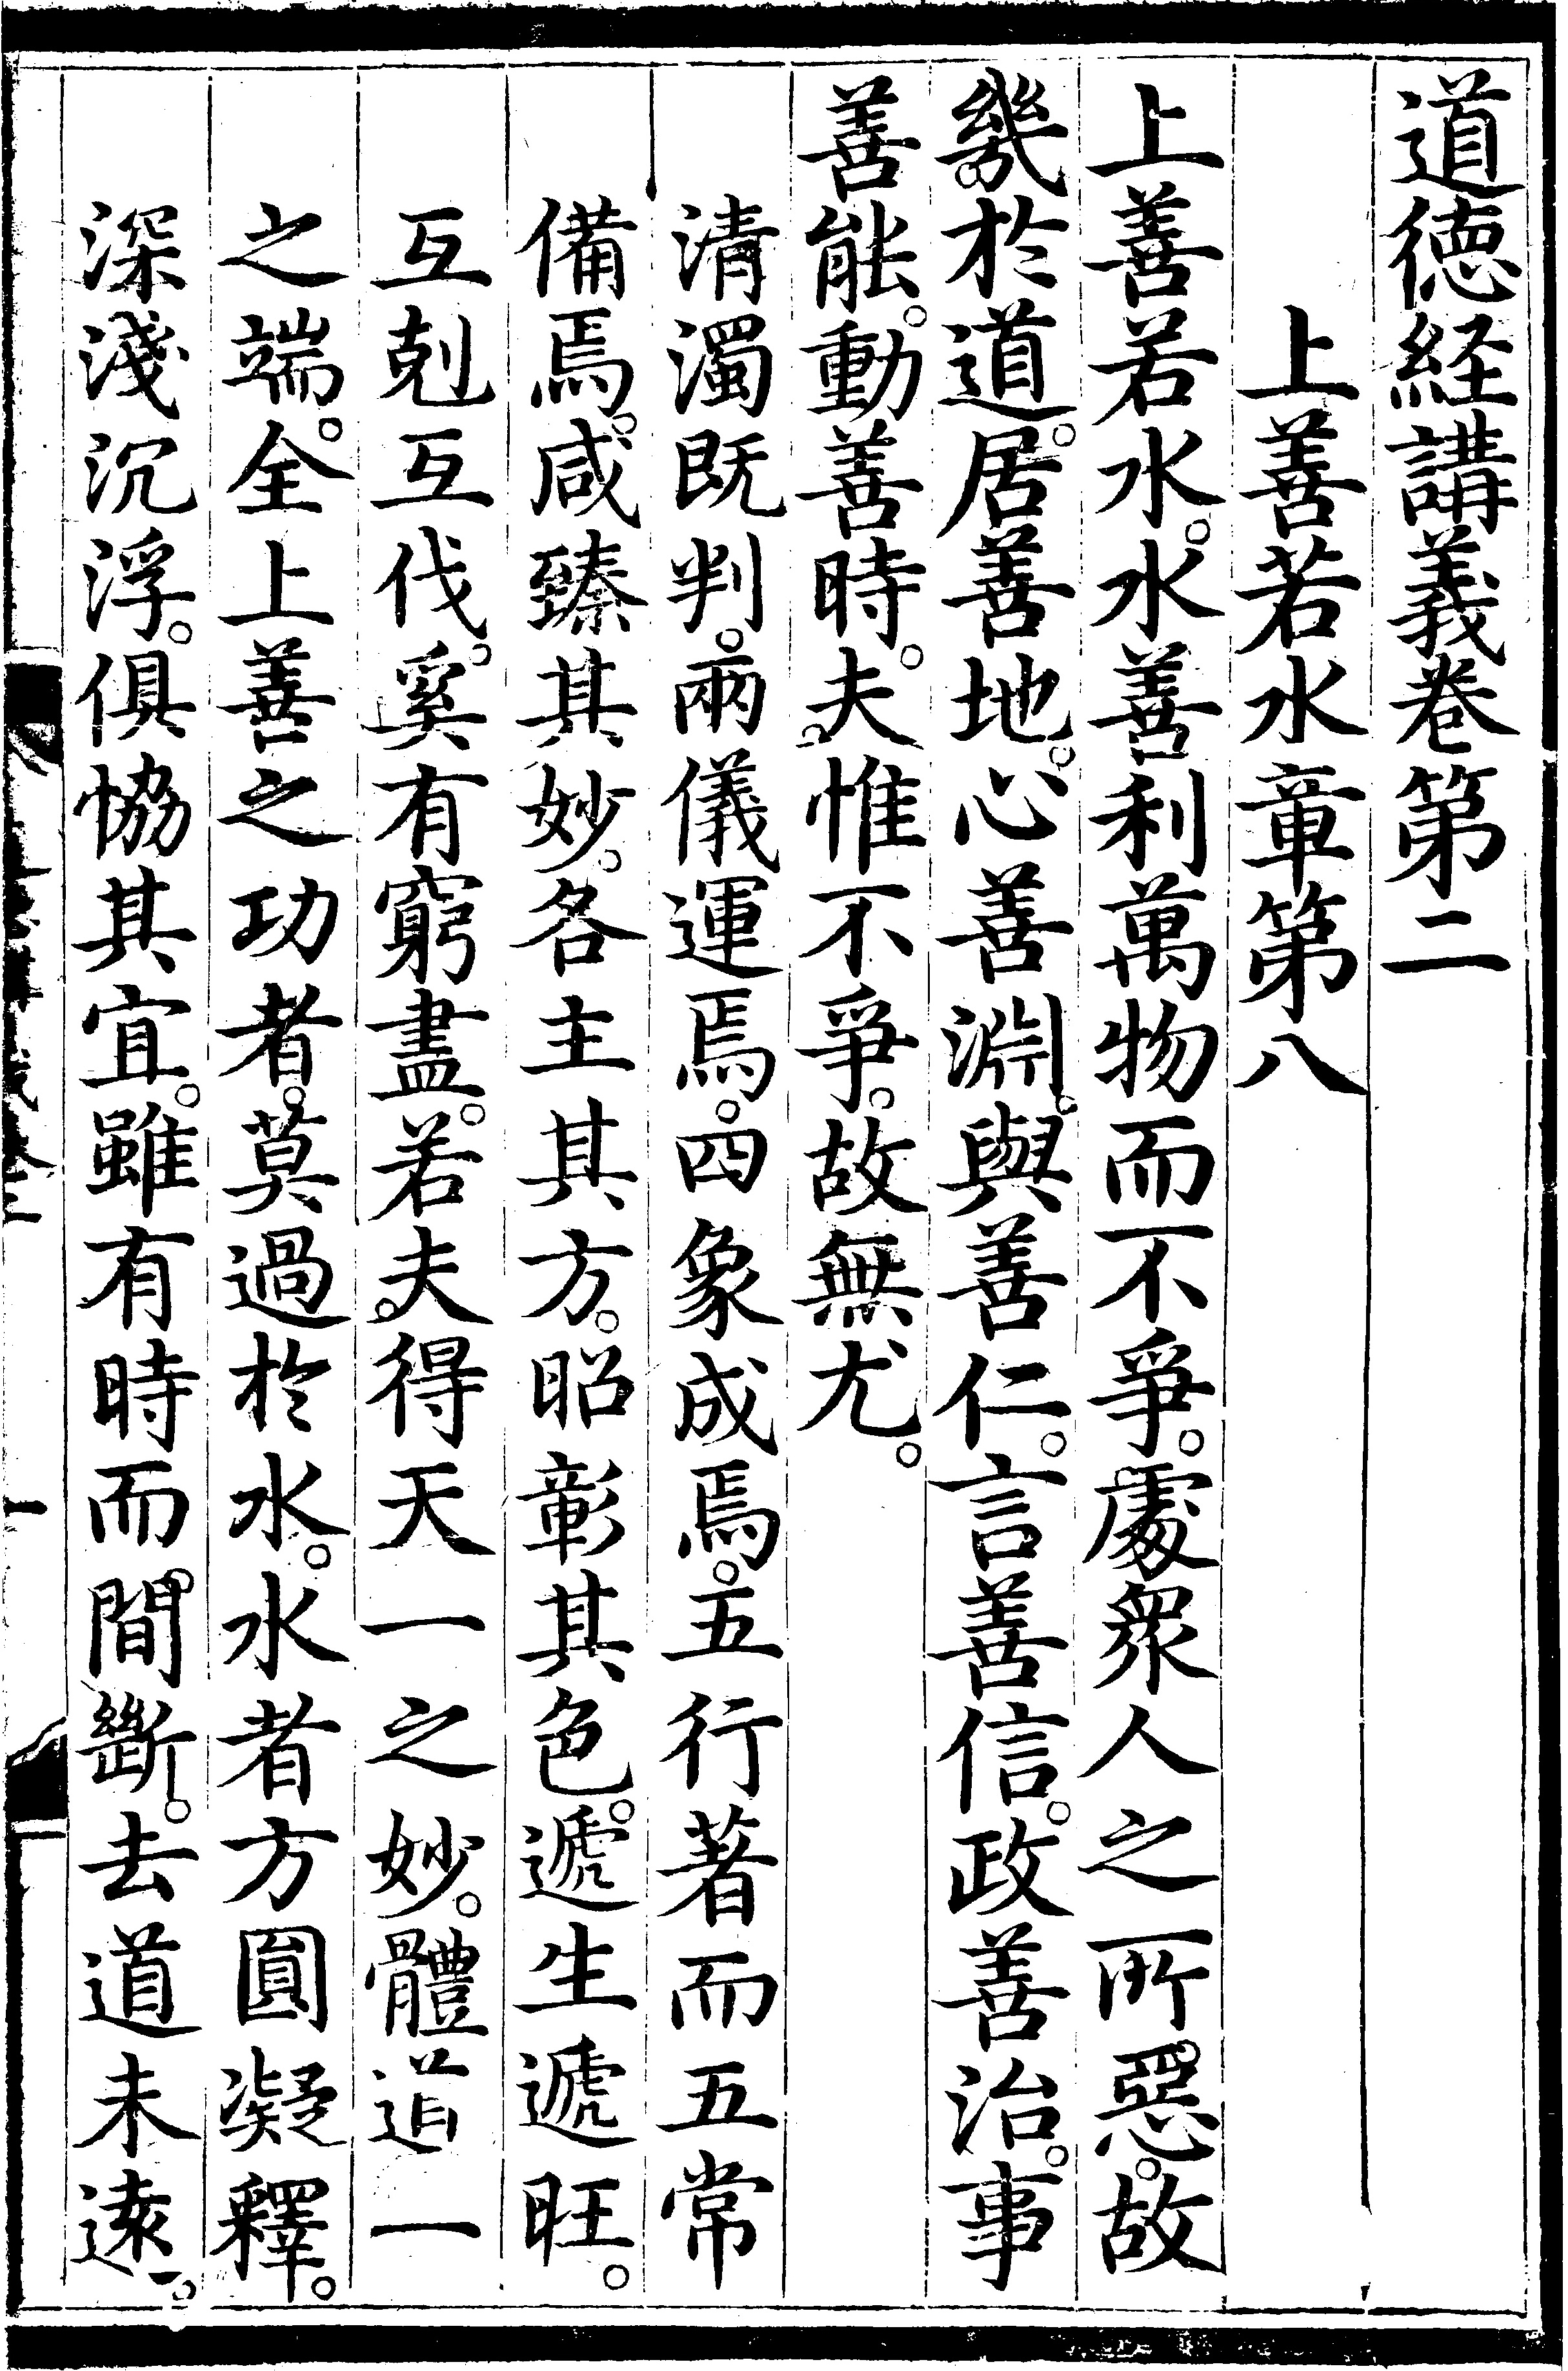 道徳経講義卷第二
上善若水章第八
上善若水。水善利萬物而不爭。處衆人之所惡。故
幾於道。居善地。心善淵。與善仁。言善信。政善治。事
善能。動善時。夫惟不爭。故無尤。
清濁既判。兩儀運焉。四象成焉。五行著而五常
備焉。咸臻其妙。各主其方。昭彰其色。遞生遞旺。
互剋互伐。奚有窮盡。若夫得天一之妙。體道一
之端。全上善之功者。莫過於水。水者方圓凝釋。
深淺沉浮。俱恊其宜。雖有時而間斷。去道未遠。